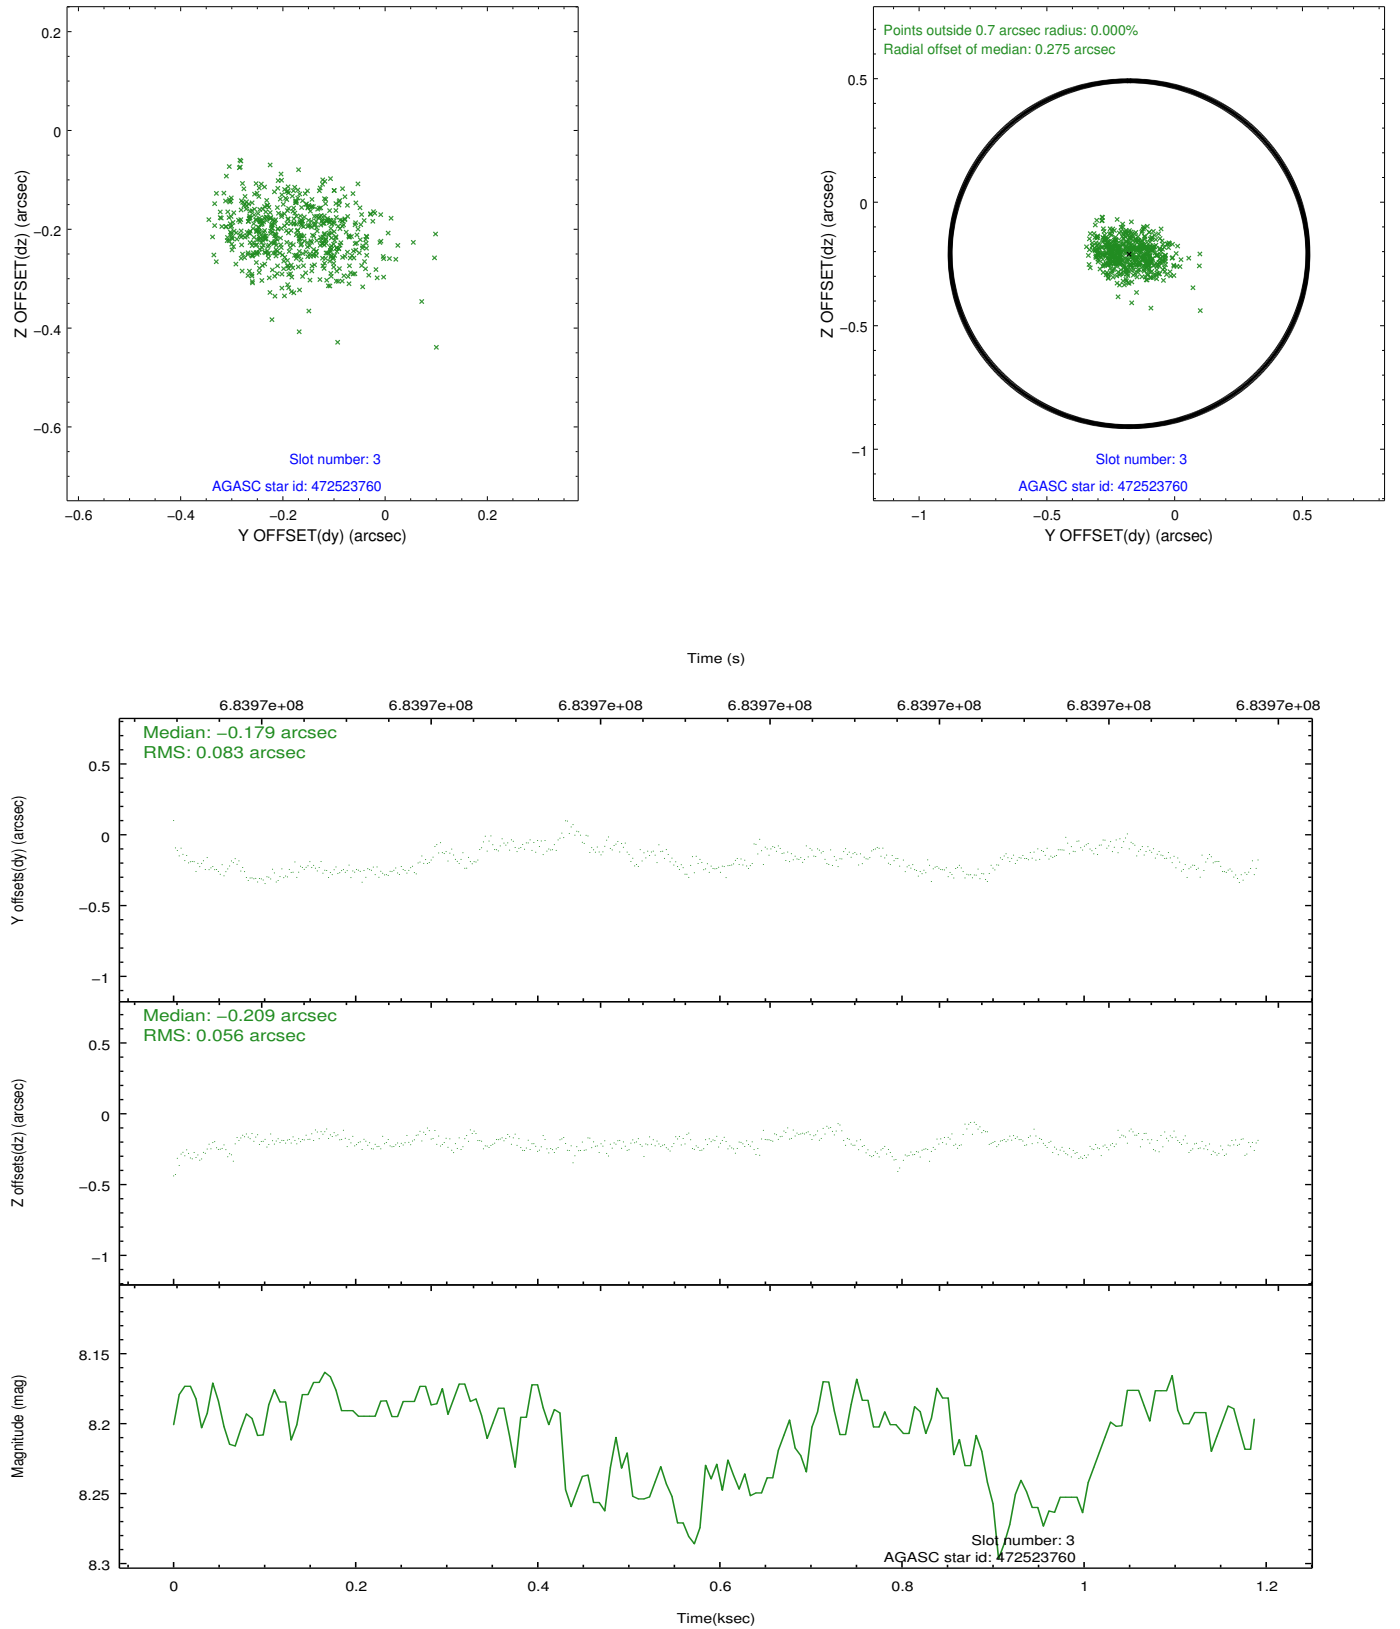 0.2
0
−0.2
−0.4
−0.6
Z OFFSET(dz) (arcsec)
Slot number: 3
AGASC star id: 472523760
−0.6 −0.4 −0.2 0 0.2
Y OFFSET(dy) (arcsec)
Points outside 0.7 arcsec radius: 0.000%
Radial offset of median: 0.275 arcsec
0.5
0
−0.5
−1
Z OFFSET(dz) (arcsec)
Slot number: 3
AGASC star id: 472523760
−1 −0.5 0 0.5
Y OFFSET(dy) (arcsec)
Time (s)
6.8397e+08 6.8397e+08 6.8397e+08 6.8397e+08 6.8397e+08 6.8397e+08 6.8397e+08
Median: −0.179 arcsec
RMS: 0.083 arcsec
0.5
0
−0.5
−1
Y offsets(dy) (arcsec)
Median: −0.209 arcsec
RMS: 0.056 arcsec
0.5
0
−0.5
−1
Z offsets(dz) (arcsec)
8.15
8.2
8.25
8.3
Magnitude (mag)
Slot number: 3
AGASC star id: 472523760
0 0.2 0.4 0.6 0.8 1 1.2
Time(ksec)